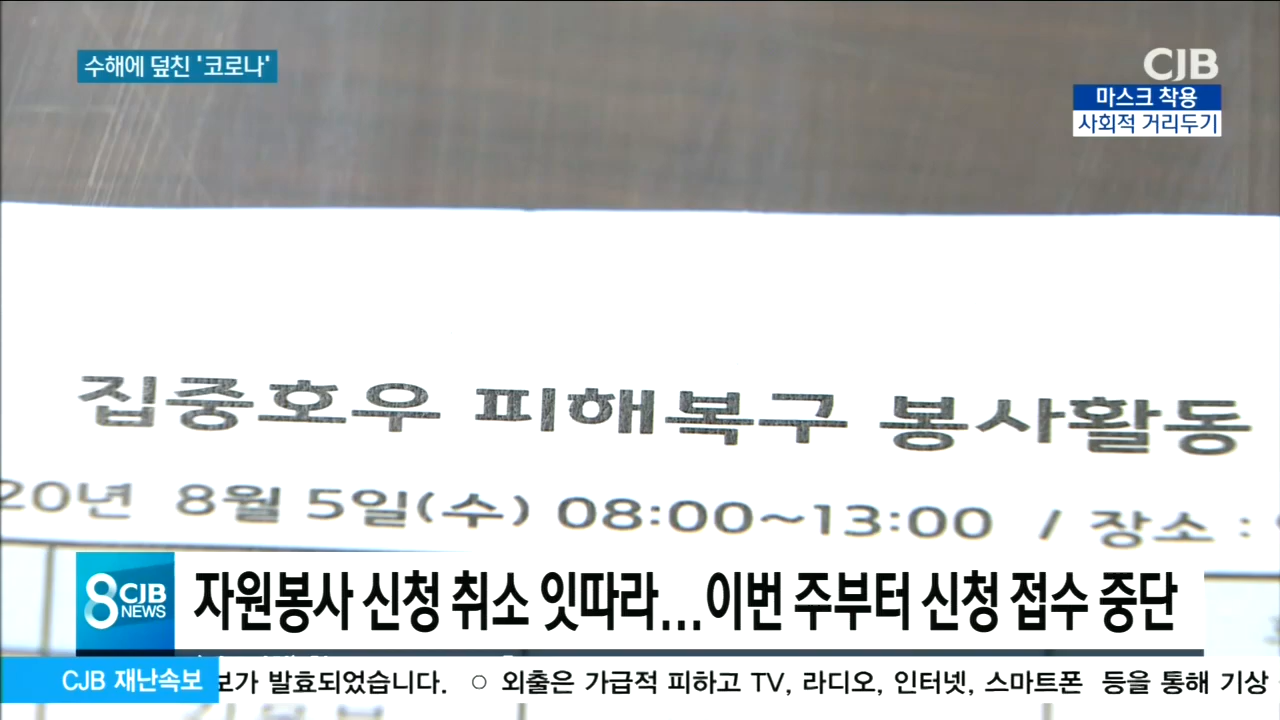 수해에 덮친 '코로나'
CJB
마스크 착용
사회적 거리두기
집중호우 피해복구 봉사활동
20년 8월 5일(수) 08:00~13:00 / 장소 :
8 CJB NEWS
자원봉사 신청 취소 잇따라...이번 주부터 신청 접수 중단
CJB 재난속보
보가 발효되었습니다. ○ 외출은 가급적 피하고 TV, 라디오, 인터넷, 스마트폰 등을 통해 기상